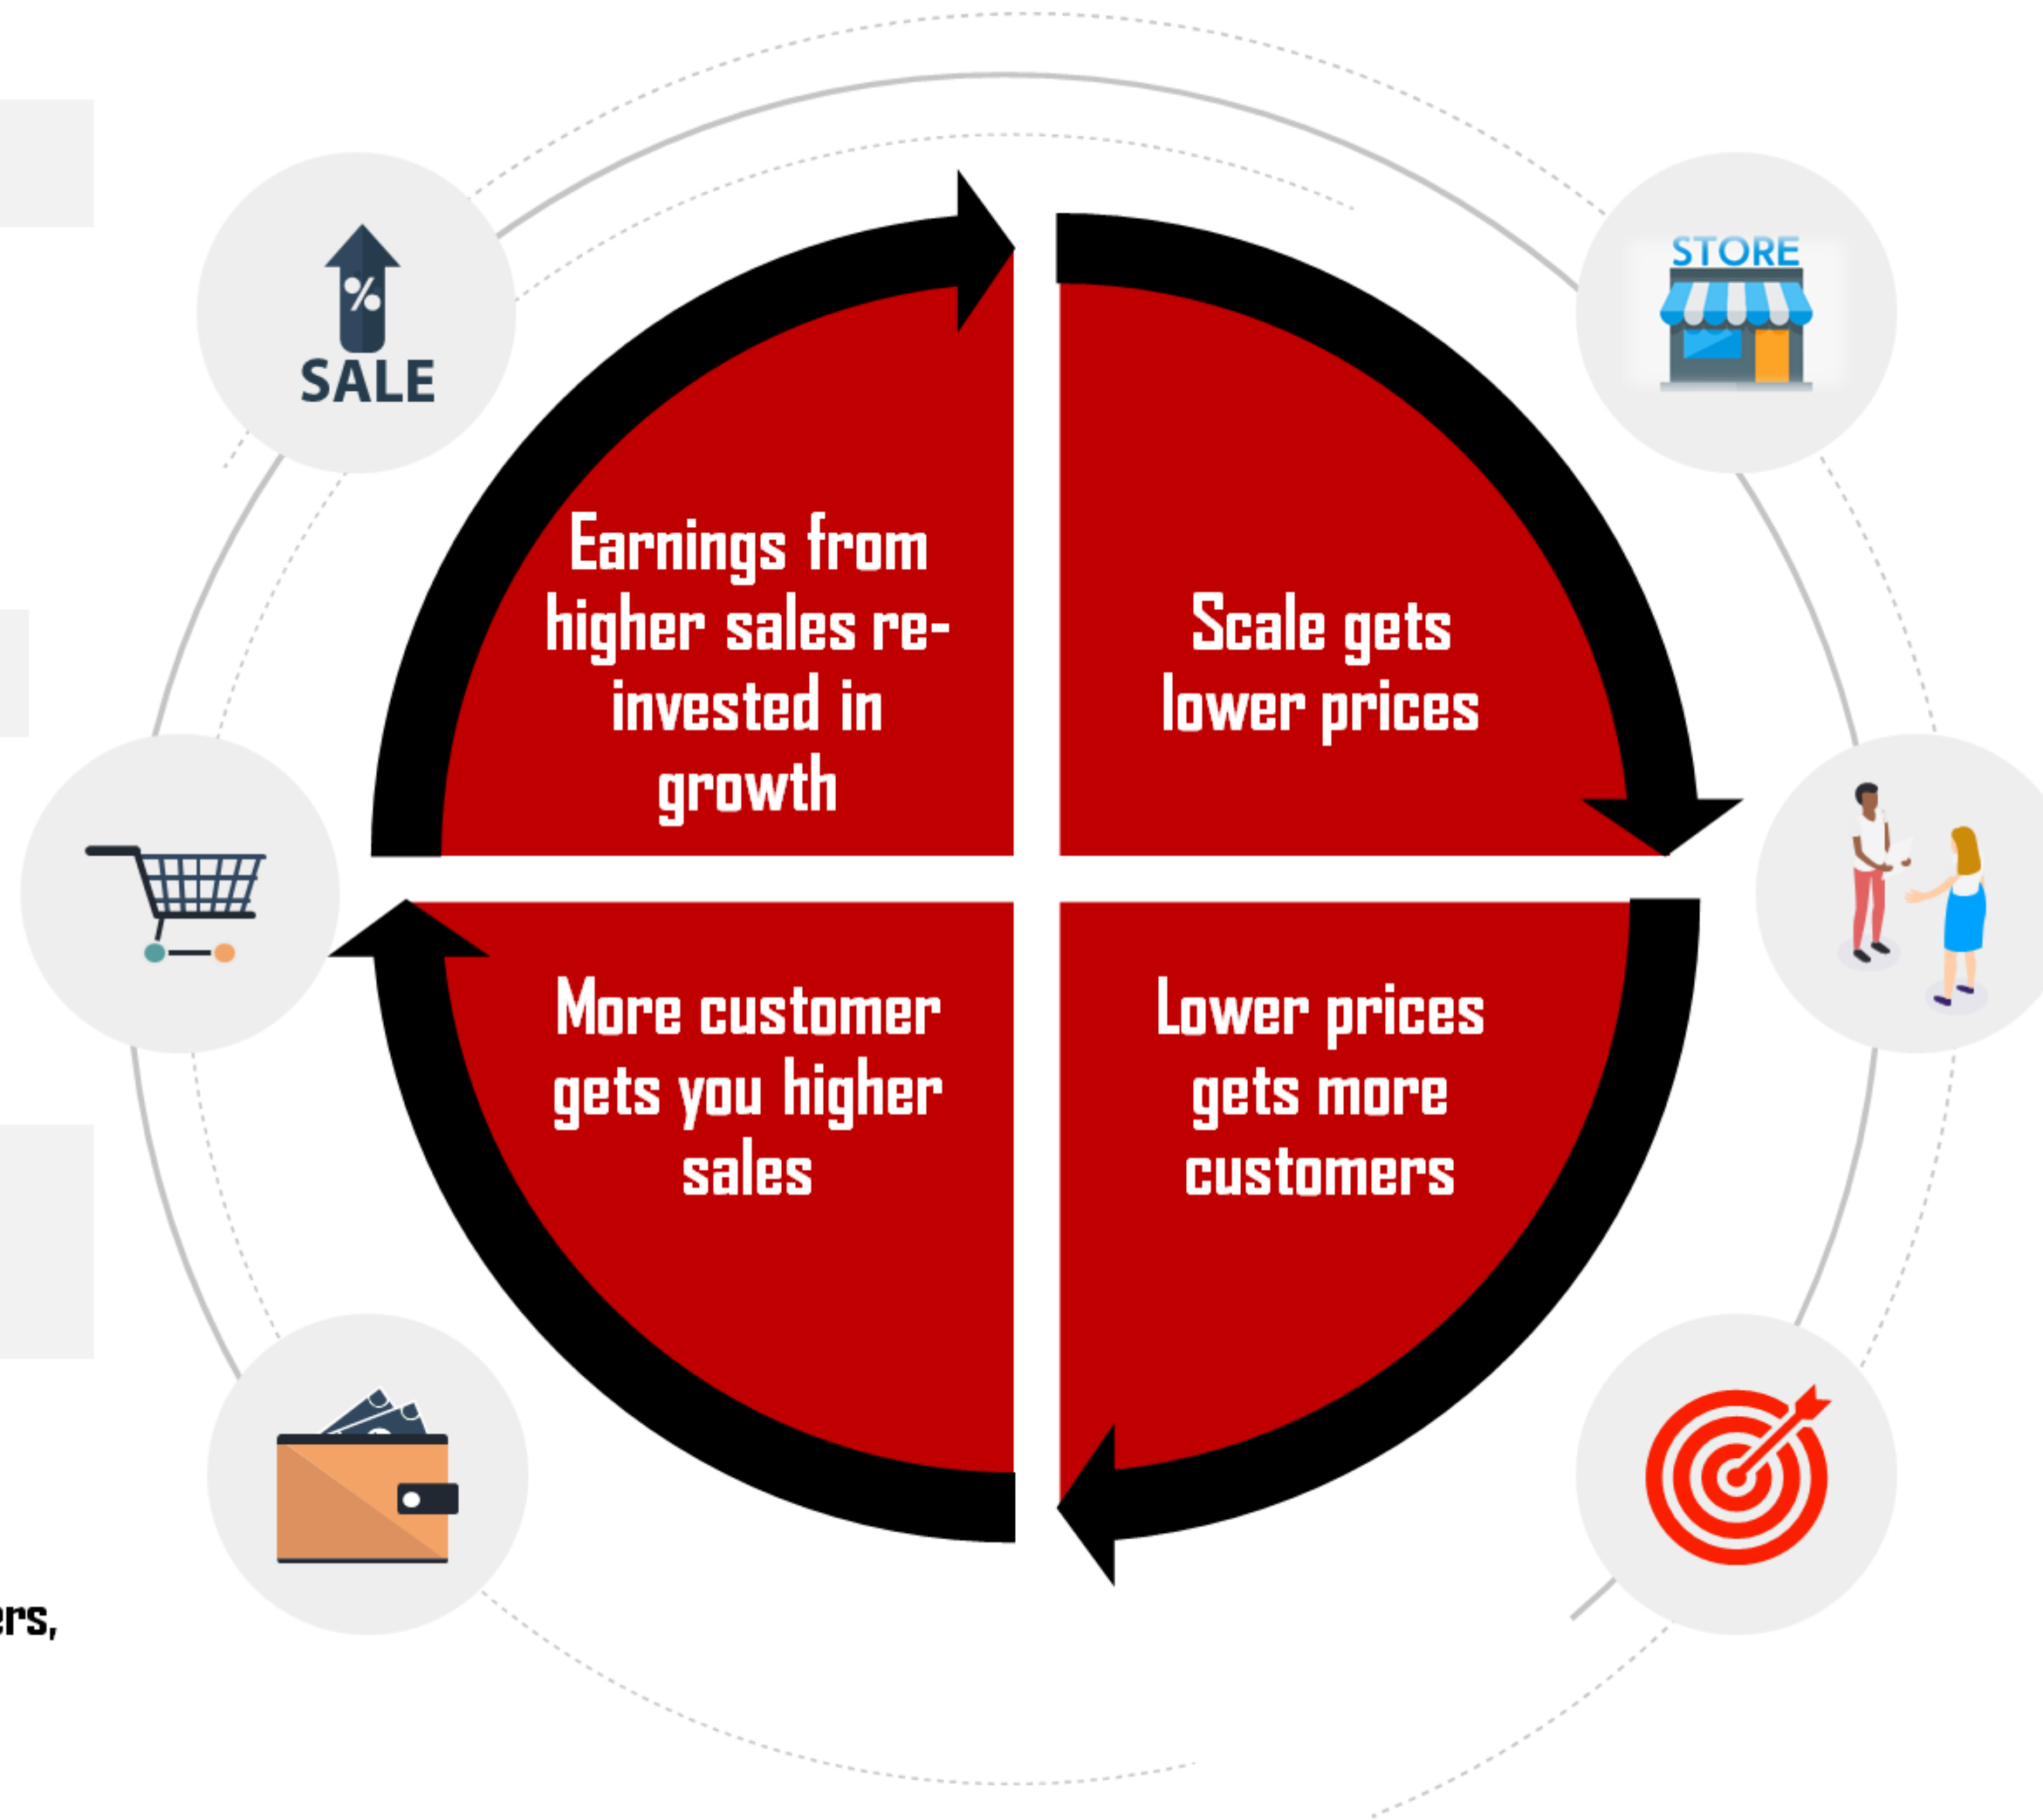 STORE
%
SALE
Earnings from
higher sales re-
invested in
growth
Scale gets
lower prices
More customer
gets you higher
sales
Lower prices
gets more
customers
ers,